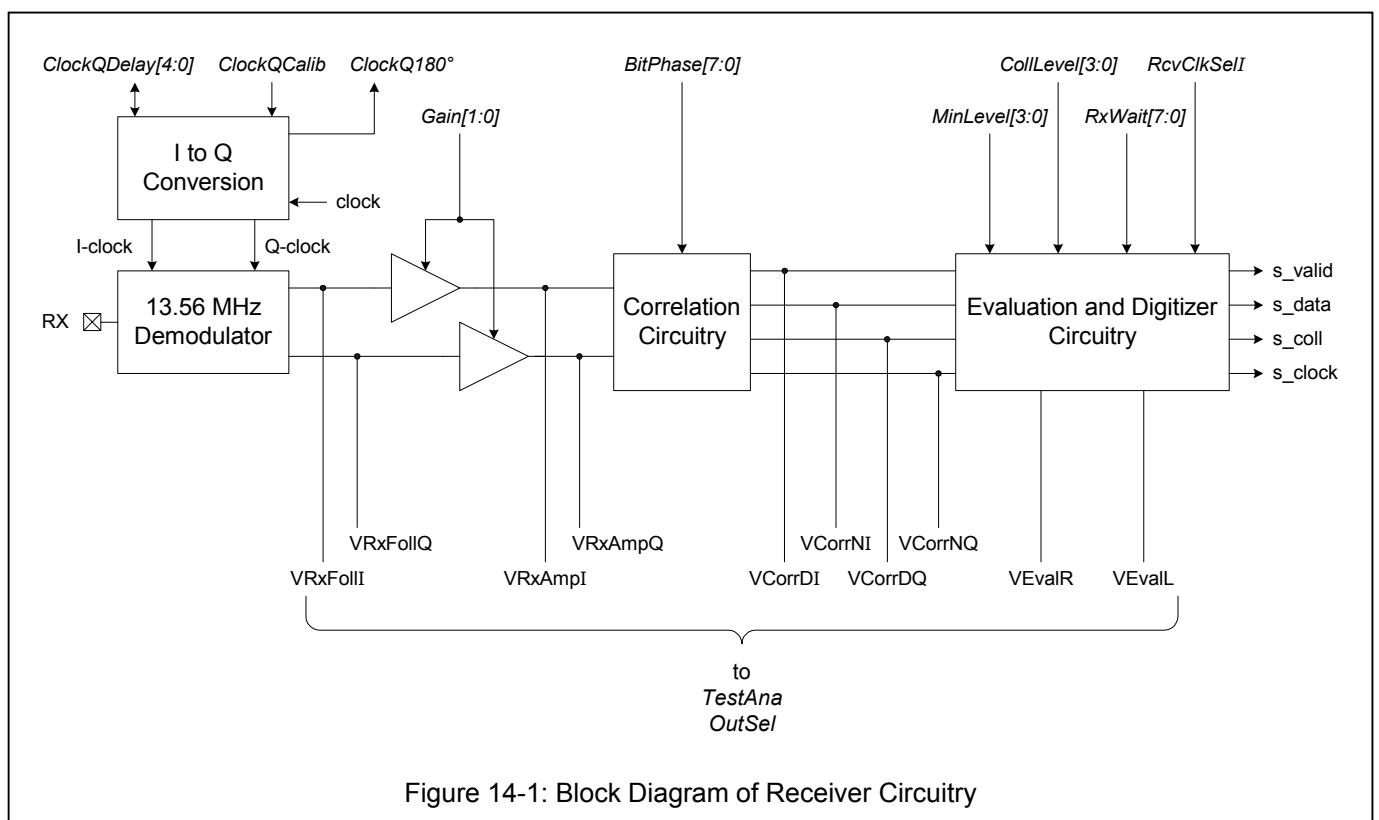 ClockQDelay[4:0] ClockQCalib ClockQ180° BitPhase[7:0] CollLevel[3:0] RcvClkSelI
Gain[1:0] MinLevel[3:0] RxWait[7:0]
I to Q
Conversion
clock
I-clock Q-clock
RX
13.56 MHz
Demodulator
Correlation
Circuitry
Evaluation and Digitizer
Circuitry
s_valid
s_data
s_coll
s_clock
VRxFollQ VRxAmpQ VCorrNI VCorrNQ
VRxFollI VRxAmpI VCorrDI VCorrDQ VEvalR VEvalL
to
TestAna
OutSel
Figure 14-1: Block Diagram of Receiver Circuitry